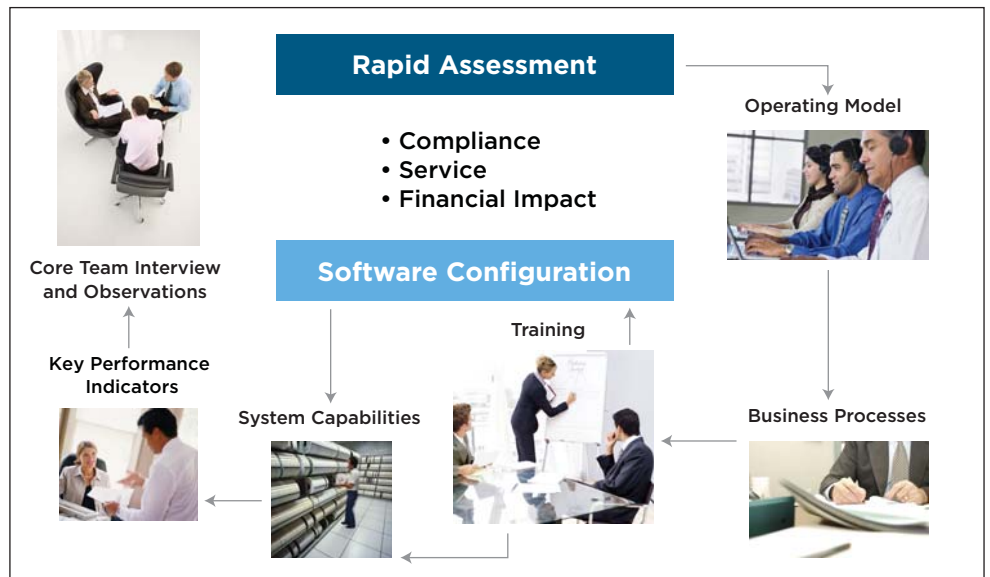 Rapid Assessment
Operating Model
• Compliance
• Service
• Financial Impact
Core Team Interview
and Observations
Software Configuration
Training
Key Performance
Indicators
System Capabilities
Business Processes